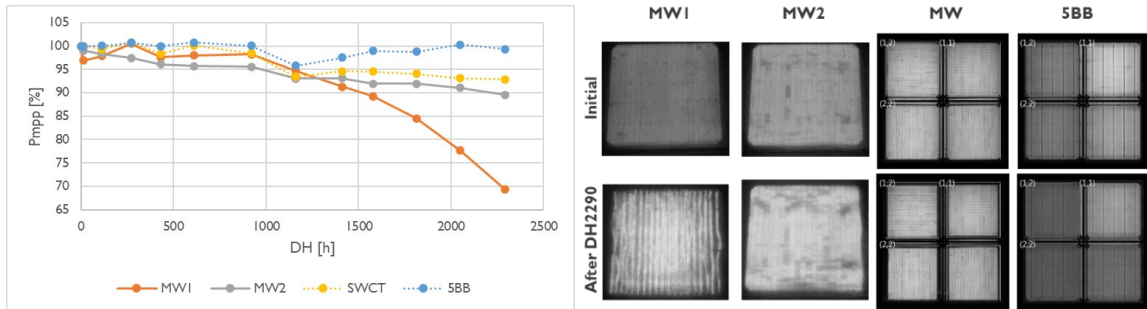 105
100
95
90
85
80
75
70
65
Pmpp [%]
0
500
1000
1500
2000
2500
DH [h]
MW1
MW2
SWCT
5BB
MW1
MW2
MW
5BB
Initial
(1;2)
(1;1)
(2;2)
(1;2)
(1;1)
(2;2)
After DH2290
(1;2)
(1;1)
(2;2)
(1;2)
(1;1)
(2;2)